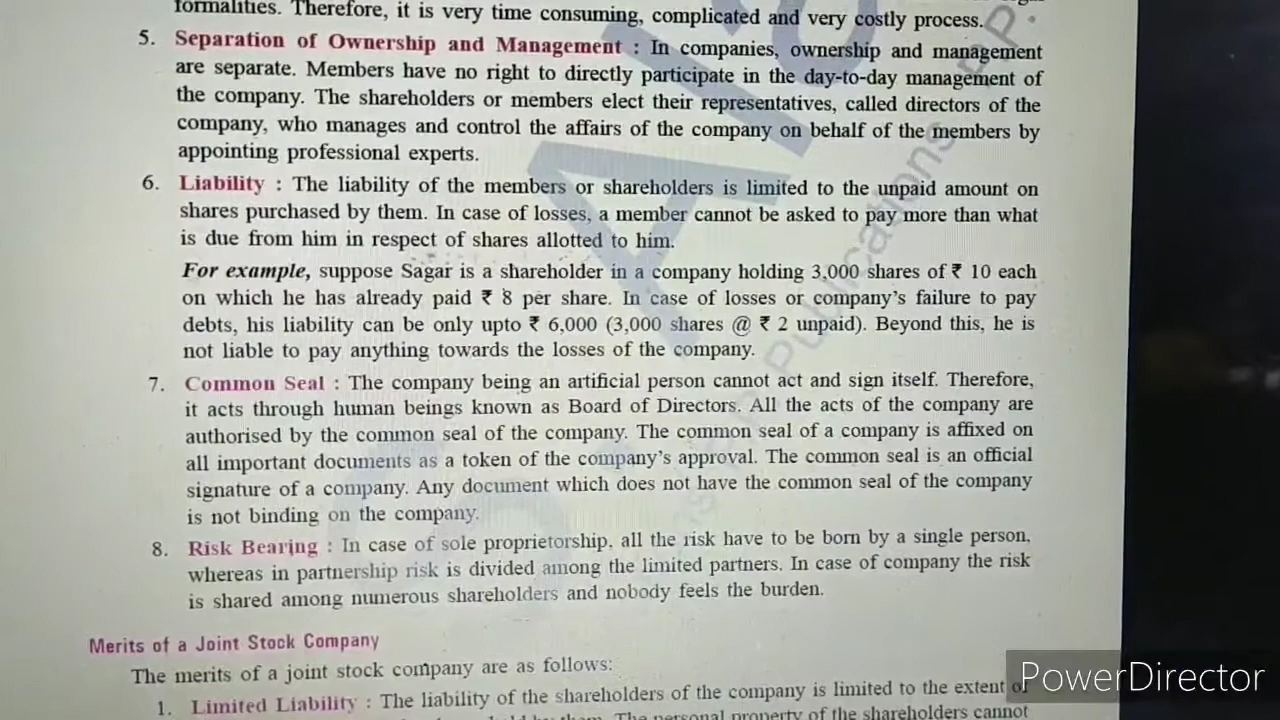 formalities. Therefore, it is very time consuming, complicated and very costly process.
5. Separation of Ownership and Management : In companies, ownership and management
are separate. Members have no right to directly participate in the day-to-day management of
the company. The shareholders or members elect their representatives, called directors of the
company, who manages and control the affairs of the company on behalf of the members by
appointing professional experts.
6. Liability : The liability of the members or shareholders is limited to the unpaid amount on
shares purchased by them. In case of losses, a member cannot be asked to pay more than what
is due from him in respect of shares allotted to him.
For example, suppose Sagar is a shareholder in a company holding 3,000 shares of ₹ 10 each
on which he has already paid ₹ 8 per share. In case of losses or company's failure to pay
debts, his liability can be only upto ₹ 6,000 (3,000 shares @ ₹ 2 unpaid). Beyond this, he is
not liable to pay anything towards the losses of the company.
7. Common Seal : The company being an artificial person cannot act and sign itself. Therefore,
it acts through human beings known as Board of Directors. All the acts of the company are
authorised by the common seal of the company. The common seal of a company is affixed on
all important documents as a token of the company's approval. The common seal is an official
signature of a company. Any document which does not have the common seal of the company
is not binding on the company.
8. Risk Bearing : In case of sole proprietorship, all the risk have to be born by a single person,
whereas in partnership risk is divided among the limited partners. In case of company the risk
is shared among numerous shareholders and nobody feels the burden.
Merits of a Joint Stock Company
The merits of a joint stock company are as follows:
1. Limited Liability : The liability of the shareholders of the company is limited to the extent of
The personal property of the shareholders cannot
Publications
PowerDirector